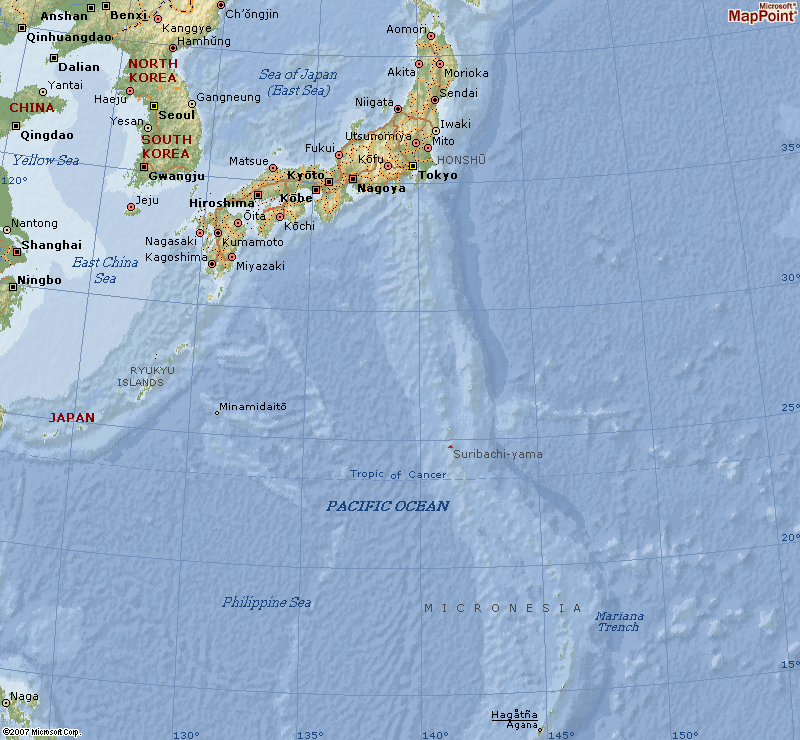 Microsoft®
MapPoint®
Anshan
Benxi
Ch'ŏngjin
Kanggye
Qinhuangdao
Hamhŭng
Aomori
Dalian
NORTH
KOREA
Sea of Japan
(East Sea)
Akita
Morioka
Yantai
Haeju
Gangneung
Niigata
Sendai
CHINA
Seoul
Yesan
Iwaki
Qingdao
SOUTH
KOREA
Utsunomiya
Mito
Fukui
Kōfu
HONSHŪ
35°
Yellow Sea
Matsue
Gwangju
Kyōto
Tokyo
120°
Nagoya
Jeju
Hiroshima
Kōbe
Ōita
Kōchi
Nantong
Nagasaki
Kumamoto
Shanghai
Kagoshima
Miyazaki
East China
Sea
Ningbo
30°
RYUKYU
ISLANDS
Minamidaitō
25°
JAPAN
Suribachi-yama
Tropic of Cancer
PACIFIC OCEAN
20°
Philippine Sea
MICRONESIA
Mariana
Trench
15°
Naga
Hagåtña
Agana
©2007 Microsoft Corp.
130°
135°
140°
145°
150°